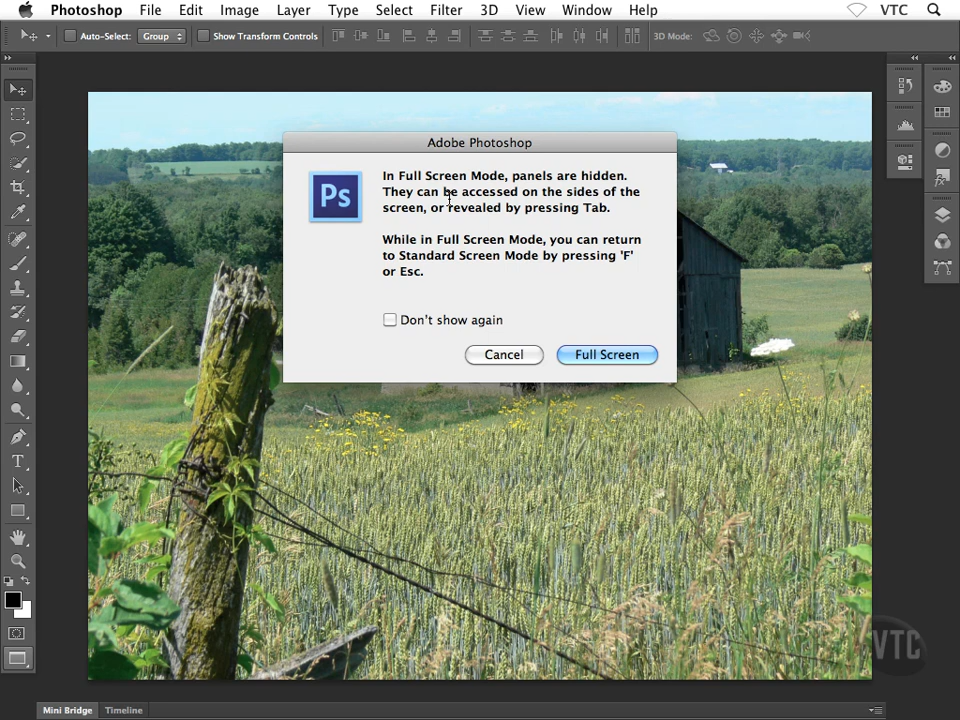 Photoshop File Edit Image Layer Type Select Filter 3D View Window Help VTC
Auto-Select: Group Show Transform Controls 3D Mode:
Adobe Photoshop
Ps
In Full Screen Mode, panels are hidden.
They can be accessed on the sides of the
screen, or revealed by pressing Tab.
While in Full Screen Mode, you can return
to Standard Screen Mode by pressing 'F'
or Esc.
Don't show again
Cancel Full Screen
T
VTC
Mini Bridge Timeline